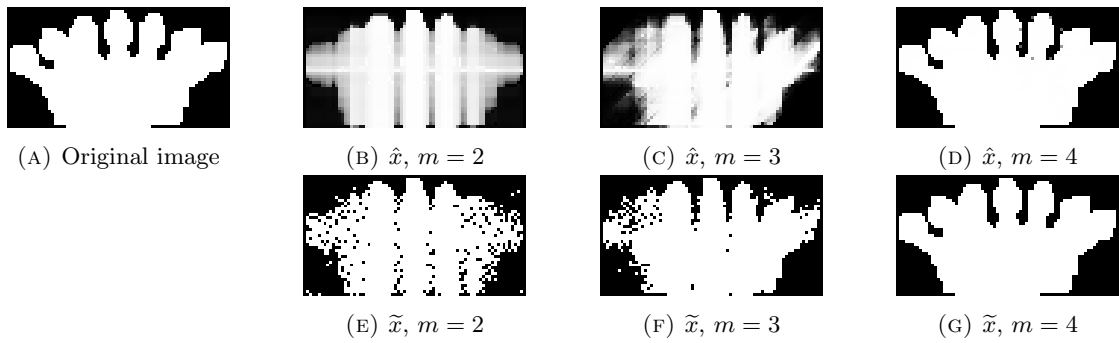 (A) Original image
(B) x̂, m = 2
(C) x̂, m = 3
(D) x̂, m = 4
(E) x̃, m = 2
(F) x̃, m = 3
(G) x̃, m = 4